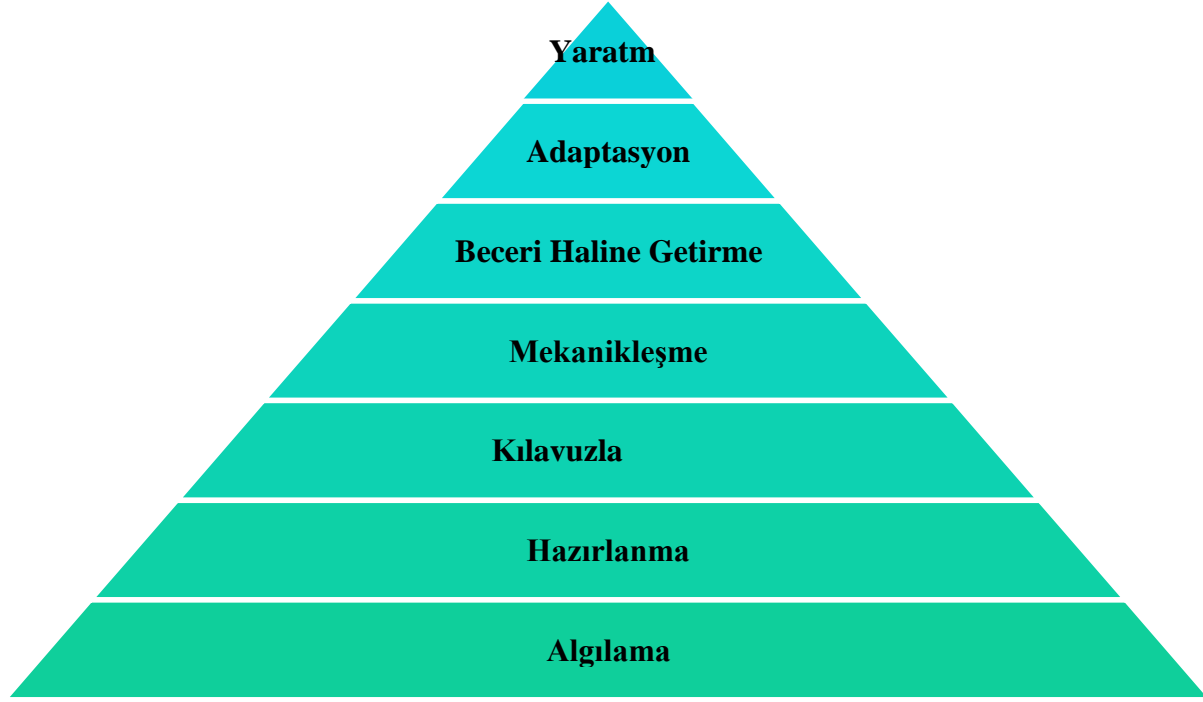 Yaratm
Adaptasyon
Beceri Haline Getirme
Mekanikleşme
Kılavuzla
Hazırlanma
Algılama